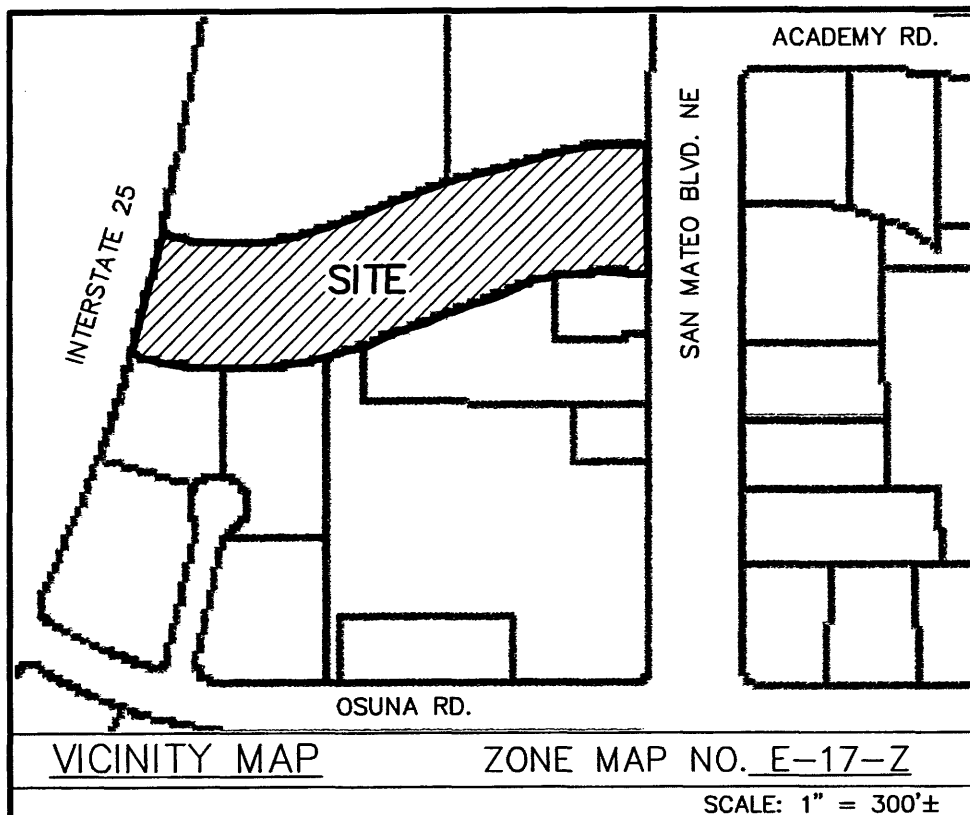 ACADEMY RD.
INTERSTATE 25
SITE
SAN MATEO BLVD. NE
OSUNA RD.
VICINITY MAP
ZONE MAP NO. E-17-Z
SCALE: 1" = 300'±